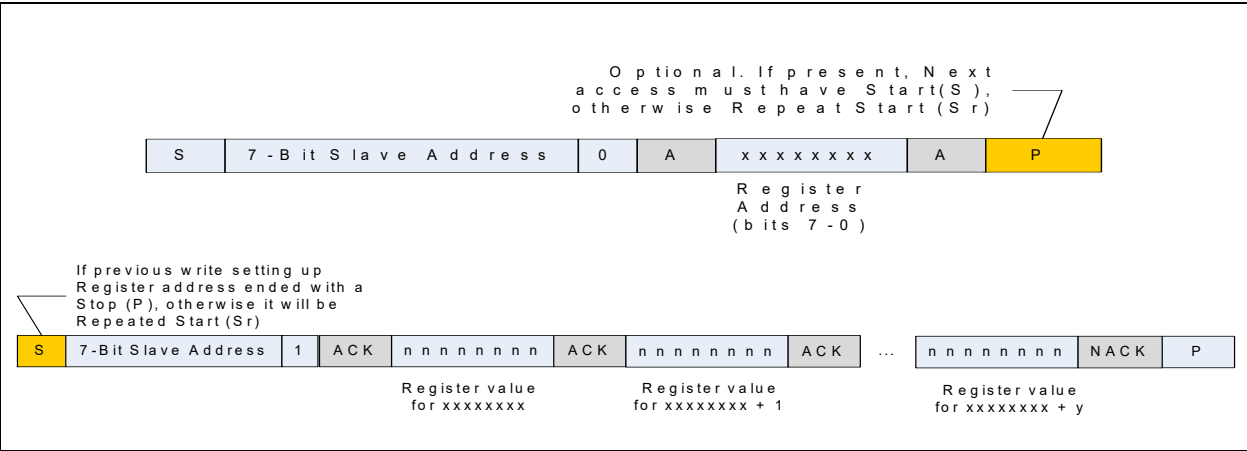 Optional. If present, Next
access must have Start(S),
otherwise Repeat Start (Sr)
S 7-Bit Slave Address 0 A xxxxxxxx A P
Register
Address
(bits 7-0)
If previous write setting up
Register address ended with a
Stop (P), otherwise it will be
Repeated Start (Sr)
S 7-Bit Slave Address 1 ACK nnnnnnnn ACK nnnnnnnn ACK ... nnnnnnnn NACK P
Register value
for xxxxxxxx
Register value
for xxxxxxxx + 1
Register value
for xxxxxxxx + y